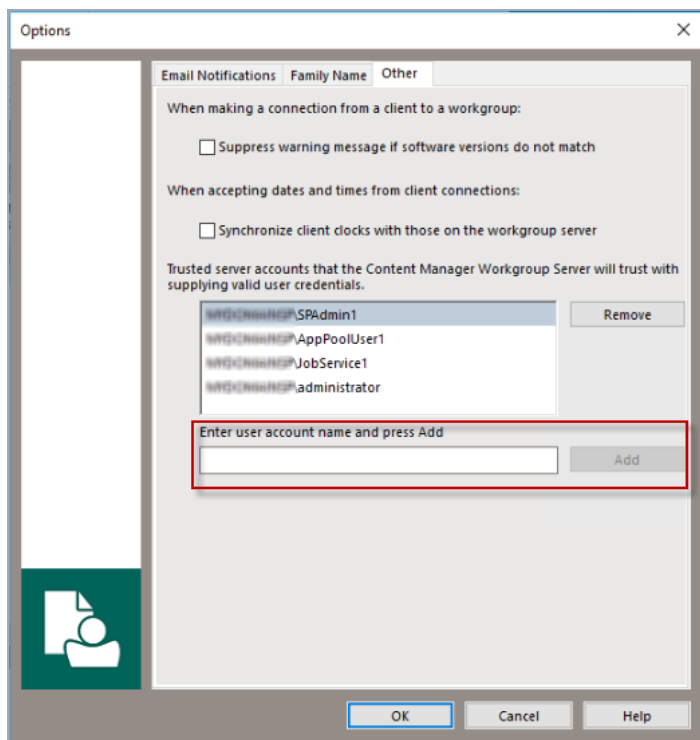 Options
Email Notifications Family Name Other
When making a connection from a client to a workgroup:
Suppress warning message if software versions do not match
When accepting dates and times from client connections:
Synchronize client clocks with those on the workgroup server
Trusted server accounts that the Content Manager Workgroup Server will trust with
supplying valid user credentials.
\SPAdmin1
Remove
\AppPoolUser1
\JobService1
\administrator
Enter user account name and press Add
Add
OK Cancel Help